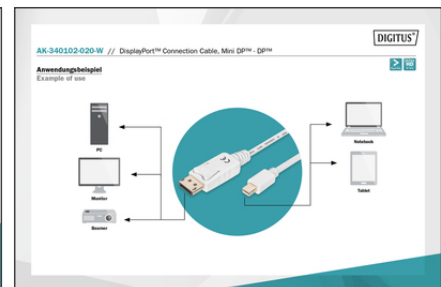 DIGITUS®
AK-340102-020-W // DisplayPort™ Connection Cable, Mini DP™ - DP™
Anwendungsbeispiel
Example of use
PC
Monitor
Beamer
Notebook
Tablet